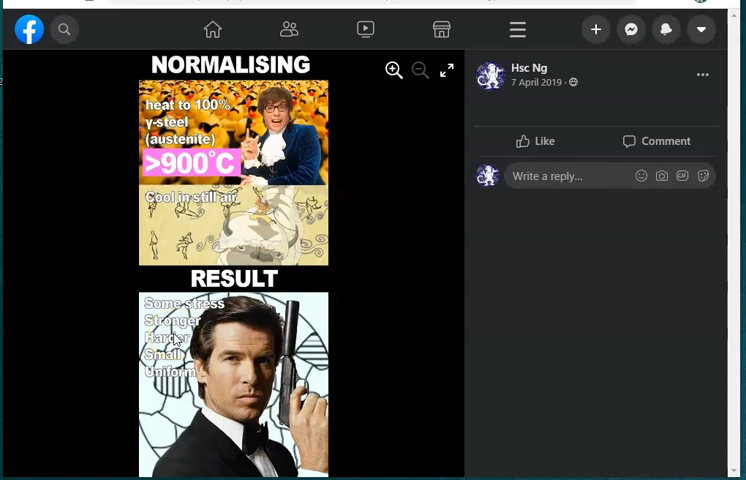 NORMALISING
heat to 100%
γ-steel
(austenite)
>900°C
Cool in still air
RESULT
Some stress
Stronger
Harder
Small
Uniform
Hsc Ng
7 April 2019
Like
Comment
Write a reply...
GIF